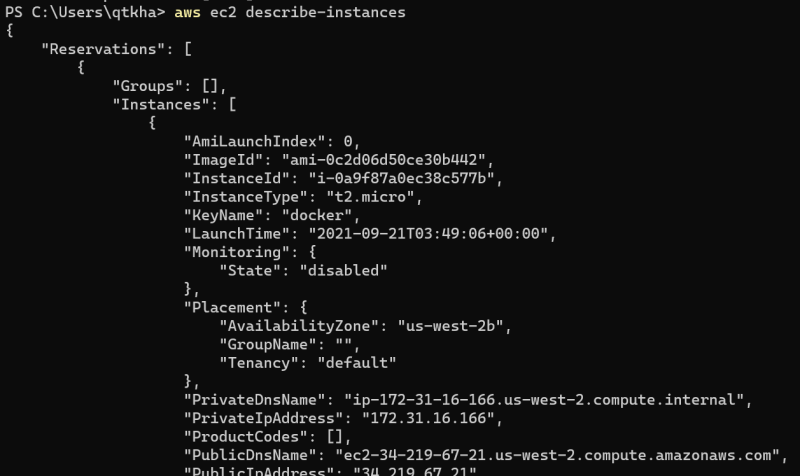 PS C:\Users\qtkha> aws ec2 describe-instances
{
    "Reservations": [
        {
            "Groups": [],
            "Instances": [
                {
                    "AmiLaunchIndex": 0,
                    "ImageId": "ami-0c2d06d50ce30b442",
                    "InstanceId": "i-0a9f87a0ec38c577b",
                    "InstanceType": "t2.micro",
                    "KeyName": "docker",
                    "LaunchTime": "2021-09-21T03:49:06+00:00",
                    "Monitoring": {
                        "State": "disabled"
                    },
                    "Placement": {
                        "AvailabilityZone": "us-west-2b",
                        "GroupName": "",
                        "Tenancy": "default"
                    },
                    "PrivateDnsName": "ip-172-31-16-166.us-west-2.compute.internal",
                    "PrivateIpAddress": "172.31.16.166",
                    "ProductCodes": [],
                    "PublicDnsName": "ec2-34-219-67-21.us-west-2.compute.amazonaws.com",
                    "PublicIpAddress": "34.219.67.21"